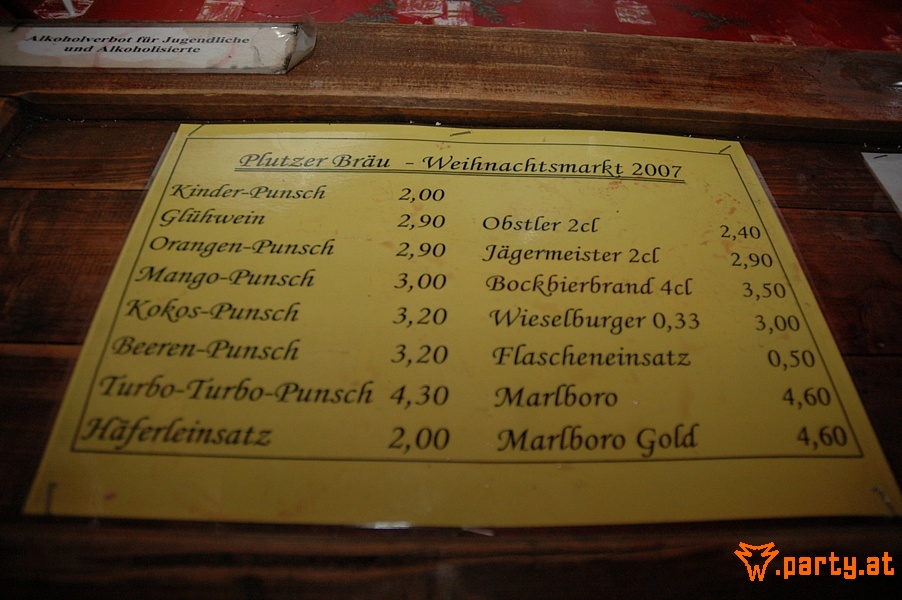 Alkoholverbot für Jugendliche
und Alkoholisierte
Plutzer Bräu - Weihnachtsmarkt 2007
Kinder-Punsch 2,00
Glühwein 2,90
Orangen-Punsch 2,90
Mango-Punsch 3,00
Kokos-Punsch 3,20
Beeren-Punsch 3,20
Turbo-Turbo-Punsch 4,30
Häferleinsatz 2,00
Obstler 2cl 2,40
Jägermeister 2cl 2,90
Bockbierbrand 4cl 3,50
Wieselburger 0,33 3,00
Flascheneinsatz 0,50
Marlboro 4,60
Marlboro Gold 4,60
w.party.at